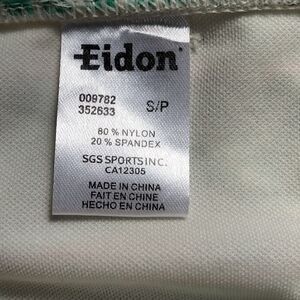 Eidon
009782 S/P
352633
80 % NYLON
20 % SPANDEX
SGS SPORTS INC.
CA12305
MADE IN CHINA
FAIT EN CHINE
HECHO EN CHINA